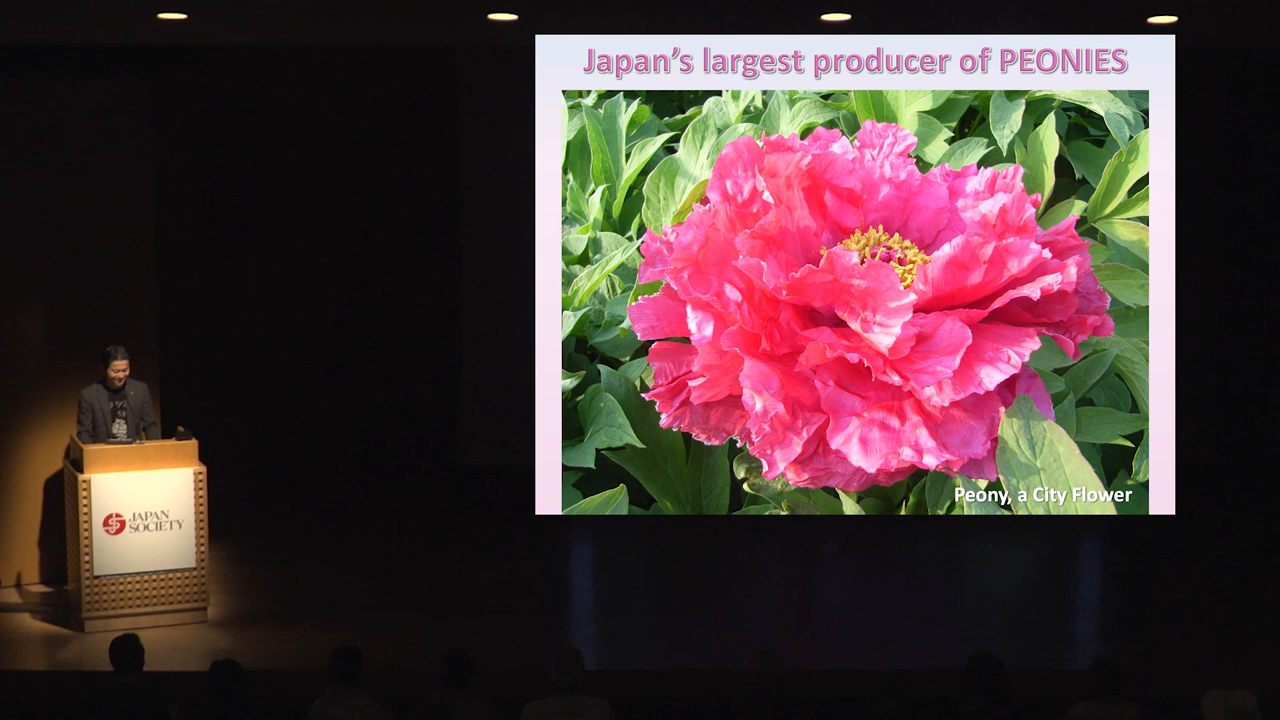 Japan's largest producer of PEONIES
Peony, a City Flower
JAPAN
SOCIETY